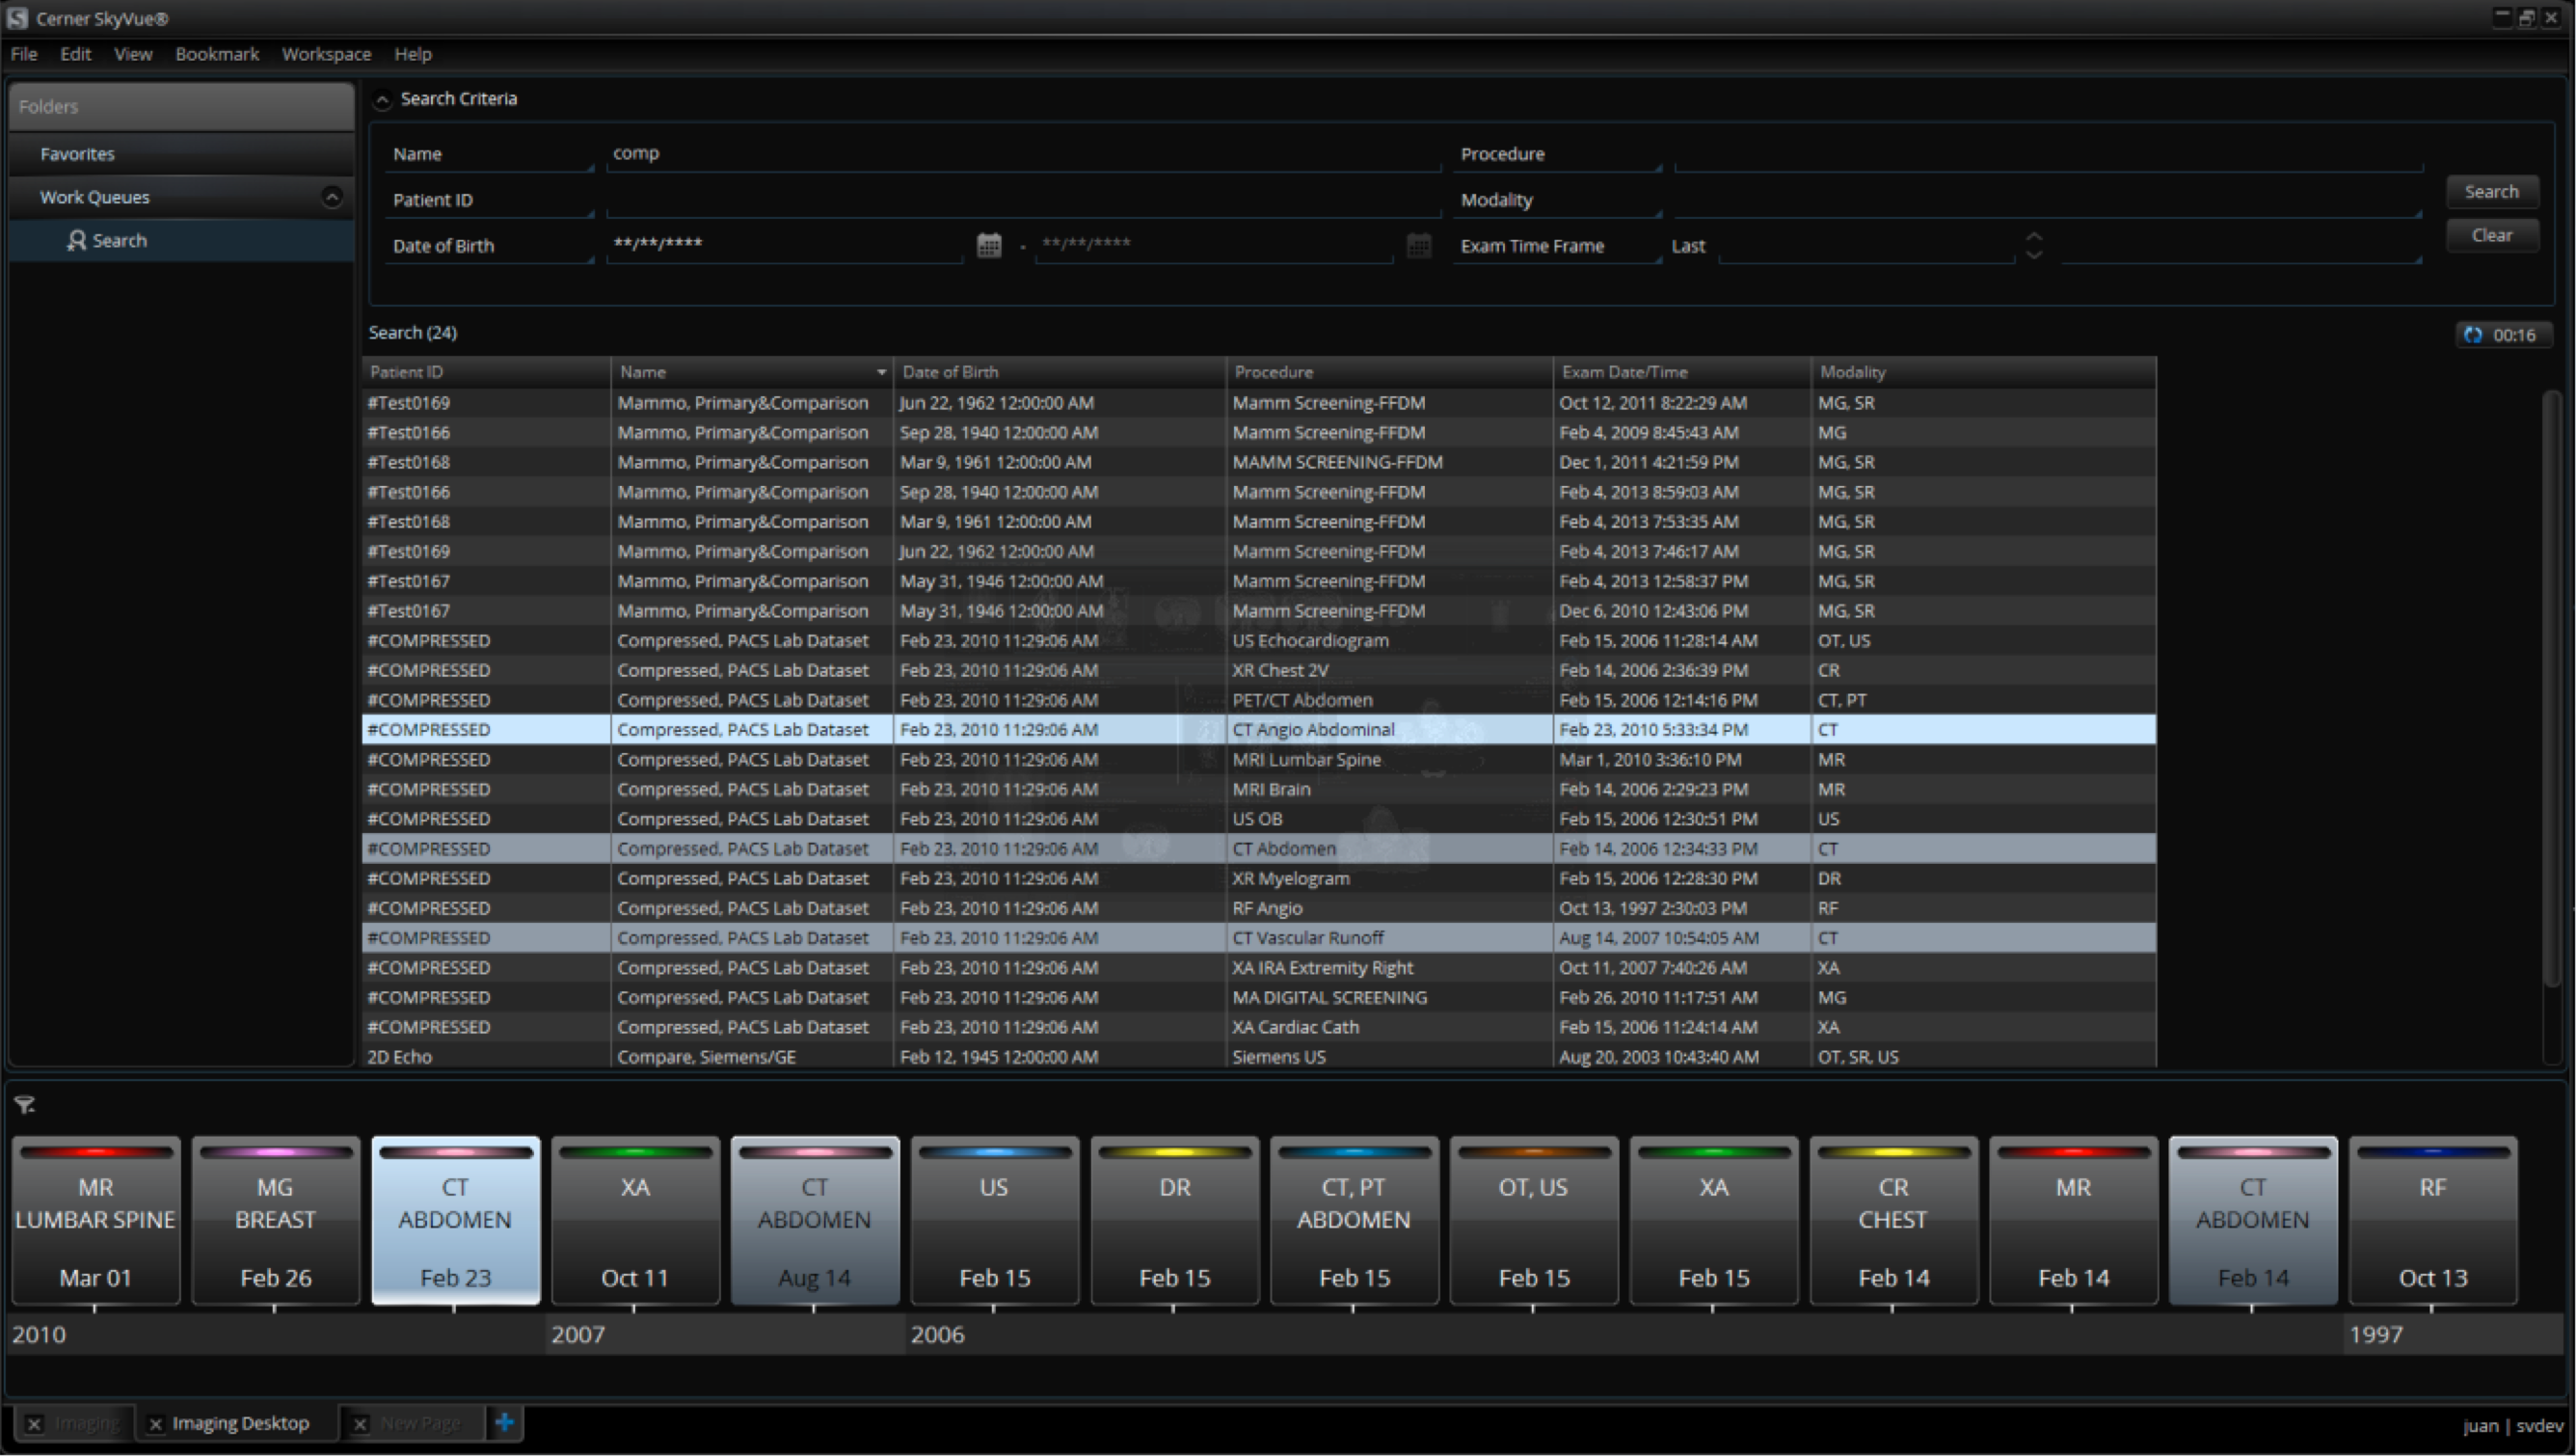 Cerner SkyVue®
File Edit View Bookmark Workspace Help
Folders
Favorites
Work Queues
Search
Search Criteria
Name comp Procedure
Patient ID Modality Search
Date of Birth **/**/**** - **/**/**** Exam Time Frame Last Clear
Search (24) 00:16
Patient ID Name Date of Birth Procedure Exam Date/Time Modality
#Test0169 Mammo, Primary&Comparison Jun 22, 1962 12:00:00 AM Mamm Screening-FFDM Oct 12, 2011 8:22:29 AM MG, SR
#Test0166 Mammo, Primary&Comparison Sep 28, 1940 12:00:00 AM Mamm Screening-FFDM Feb 4, 2009 8:45:43 AM MG
#Test0168 Mammo, Primary&Comparison Mar 9, 1961 12:00:00 AM MAMM SCREENING-FFDM Dec 1, 2011 4:21:59 PM MG, SR
#Test0166 Mammo, Primary&Comparison Sep 28, 1940 12:00:00 AM Mamm Screening-FFDM Feb 4, 2013 8:59:03 AM MG, SR
#Test0168 Mammo, Primary&Comparison Mar 9, 1961 12:00:00 AM Mamm Screening-FFDM Feb 4, 2013 7:53:35 AM MG, SR
#Test0169 Mammo, Primary&Comparison Jun 22, 1962 12:00:00 AM Mamm Screening-FFDM Feb 4, 2013 7:46:17 AM MG, SR
#Test0167 Mammo, Primary&Comparison May 31, 1946 12:00:00 AM Mamm Screening-FFDM Feb 4, 2013 12:58:37 PM MG, SR
#Test0167 Mammo, Primary&Comparison May 31, 1946 12:00:00 AM Mamm Screening-FFDM Dec 6, 2010 12:43:06 PM MG, SR
#COMPRESSED Compressed, PACS Lab Dataset Feb 23, 2010 11:29:06 AM US Echocardiogram Feb 15, 2006 11:28:14 AM OT, US
#COMPRESSED Compressed, PACS Lab Dataset Feb 23, 2010 11:29:06 AM XR Chest 2V Feb 14, 2006 2:36:39 PM CR
#COMPRESSED Compressed, PACS Lab Dataset Feb 23, 2010 11:29:06 AM PET/CT Abdomen Feb 15, 2006 12:14:16 PM CT, PT
#COMPRESSED Compressed, PACS Lab Dataset Feb 23, 2010 11:29:06 AM CT Angio Abdominal Feb 23, 2010 5:33:34 PM CT
#COMPRESSED Compressed, PACS Lab Dataset Feb 23, 2010 11:29:06 AM MRI Lumbar Spine Mar 1, 2010 3:36:10 PM MR
#COMPRESSED Compressed, PACS Lab Dataset Feb 23, 2010 11:29:06 AM MRI Brain Feb 14, 2006 2:29:23 PM MR
#COMPRESSED Compressed, PACS Lab Dataset Feb 23, 2010 11:29:06 AM US OB Feb 15, 2006 12:30:51 PM US
#COMPRESSED Compressed, PACS Lab Dataset Feb 23, 2010 11:29:06 AM CT Abdomen Feb 14, 2006 12:34:33 PM CT
#COMPRESSED Compressed, PACS Lab Dataset Feb 23, 2010 11:29:06 AM XR Myelogram Feb 15, 2006 12:28:30 PM DR
#COMPRESSED Compressed, PACS Lab Dataset Feb 23, 2010 11:29:06 AM RF Angio Oct 13, 1997 2:30:03 PM RF
#COMPRESSED Compressed, PACS Lab Dataset Feb 23, 2010 11:29:06 AM CT Vascular Runoff Aug 14, 2007 10:54:05 AM CT
#COMPRESSED Compressed, PACS Lab Dataset Feb 23, 2010 11:29:06 AM XA IRA Extremity Right Oct 11, 2007 7:40:26 AM XA
#COMPRESSED Compressed, PACS Lab Dataset Feb 23, 2010 11:29:06 AM MA DIGITAL SCREENING Feb 26, 2010 11:17:51 AM MG
#COMPRESSED Compressed, PACS Lab Dataset Feb 23, 2010 11:29:06 AM XA Cardiac Cath Feb 15, 2006 11:24:14 AM XA
2D Echo Compare, Siemens/GE Feb 12, 1945 12:00:00 AM Siemens US Aug 20, 2003 10:43:40 AM OT, SR, US
MR MG CT XA CT US DR CT, PT OT, US XA CR MR CT RF
LUMBAR SPINE BREAST ABDOMEN ABDOMEN ABDOMEN CHEST ABDOMEN
Mar 01 Feb 26 Feb 23 Oct 11 Aug 14 Feb 15 Feb 15 Feb 15 Feb 15 Feb 15 Feb 14 Feb 14 Feb 14 Oct 13
2010 2007 2006 1997
Imaging Imaging Desktop New Page juan | svdev